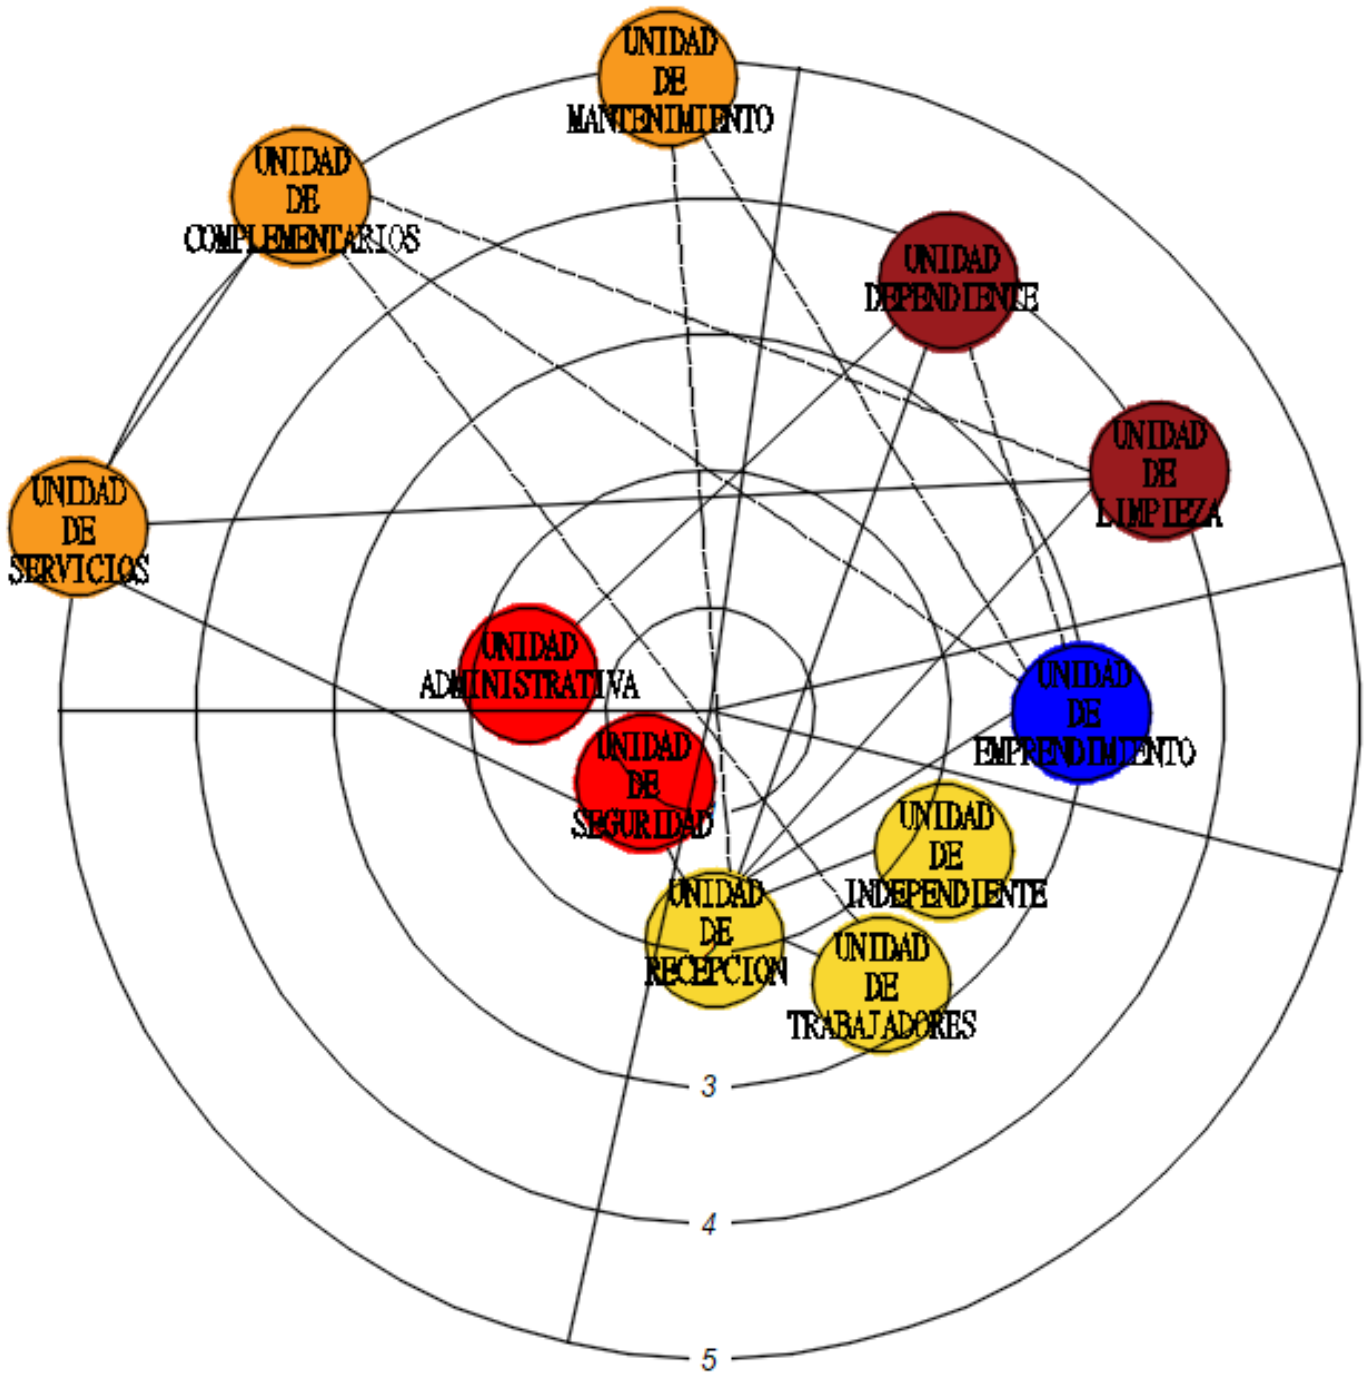 UNIDAD
DE
MANTENIMIENTO
UNIDAD
DE
COMPLEMENTARIOS
UNIDAD
DEPENDIENTE
UNIDAD
DE
LIMPIEZA
UNIDAD
DE
SERVICIOS
UNIDAD
ADMINISTRATIVA
UNIDAD
DE
EMPRENDIMIENTO
UNIDAD
DE
SEGURIDAD
UNIDAD
DE
INDEPENDIENTE
UNIDAD
DE
RECEPCION
UNIDAD
DE
TRABAJADORES
3
4
5